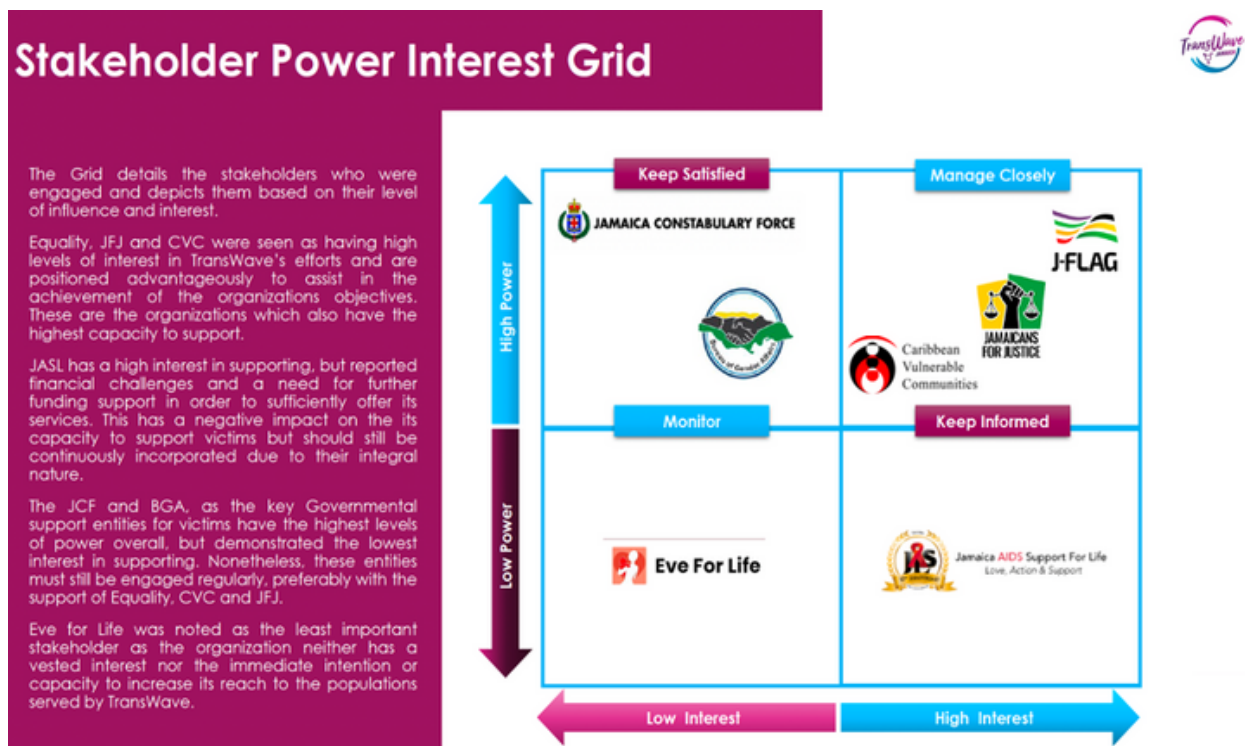 Stakeholder Power Interest Grid
TransWave
JAMAICA
The Grid details the stakeholders who were
engaged and depicts them based on their level
of influence and interest.
Equality, JFJ and CVC were seen as having high
levels of interest in TransWave's efforts and are
positioned advantageously to assist in the
achievement of the organizations objectives.
These are the organizations which also have the
highest capacity to support.
JASL has a high interest in supporting, but reported
financial challenges and a need for further
funding support in order to sufficiently offer its
services. This has a negative impact on the its
capacity to support victims but should still be
continuously incorporated due to their integral
nature.
The JCF and BGA, as the key Governmental
support entities for victims have the highest levels
of power overall, but demonstrated the lowest
interest in supporting. Nonetheless, these entities
must still be engaged regularly, preferably with the
support of Equality, CVC and JFJ.
Eve for Life was noted as the least important
stakeholder as the organization neither has a
vested interest nor the immediate intention or
capacity to increase its reach to the populations
served by TransWave.
High Power
Low Power
Keep Satisfied
JAMAICA CONSTABULARY FORCE
Bureau of Gender Affairs
Manage Closely
J-FLAG
JAMAICANS
FOR JUSTICE
Caribbean
Vulnerable
Communities
Monitor
Eve For Life
Keep Informed
Jamaica AIDS Support For Life
Love, Action & Support
Low Interest
High Interest